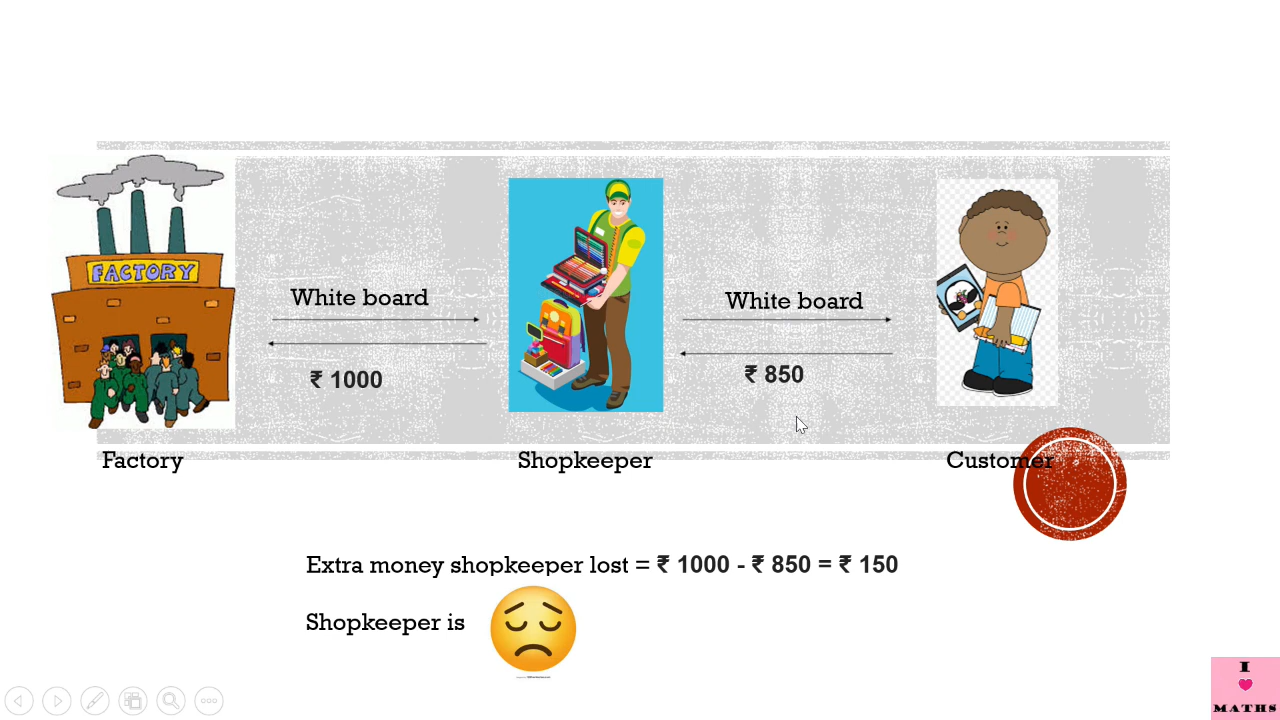 FACTORY
White board
₹ 1000
White board
₹ 850
Factory
Shopkeeper
Customer
Extra money shopkeeper lost = ₹ 1000 - ₹ 850 = ₹ 150
Shopkeeper is
I
MATHS